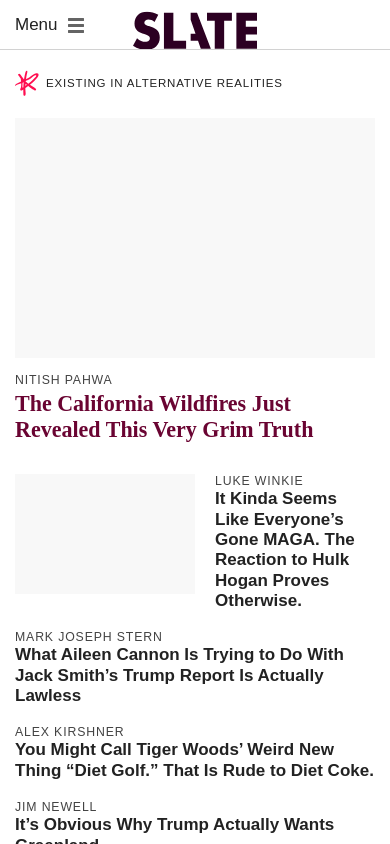 Menu
SLATE
EXISTING IN ALTERNATIVE REALITIES
NITISH PAHWA
The California Wildfires Just
Revealed This Very Grim Truth
LUKE WINKIE
It Kinda Seems
Like Everyone’s
Gone MAGA. The
Reaction to Hulk
Hogan Proves
Otherwise.
MARK JOSEPH STERN
What Aileen Cannon Is Trying to Do With
Jack Smith’s Trump Report Is Actually
Lawless
ALEX KIRSHNER
You Might Call Tiger Woods’ Weird New
Thing “Diet Golf.” That Is Rude to Diet Coke.
JIM NEWELL
It’s Obvious Why Trump Actually Wants
Greenland